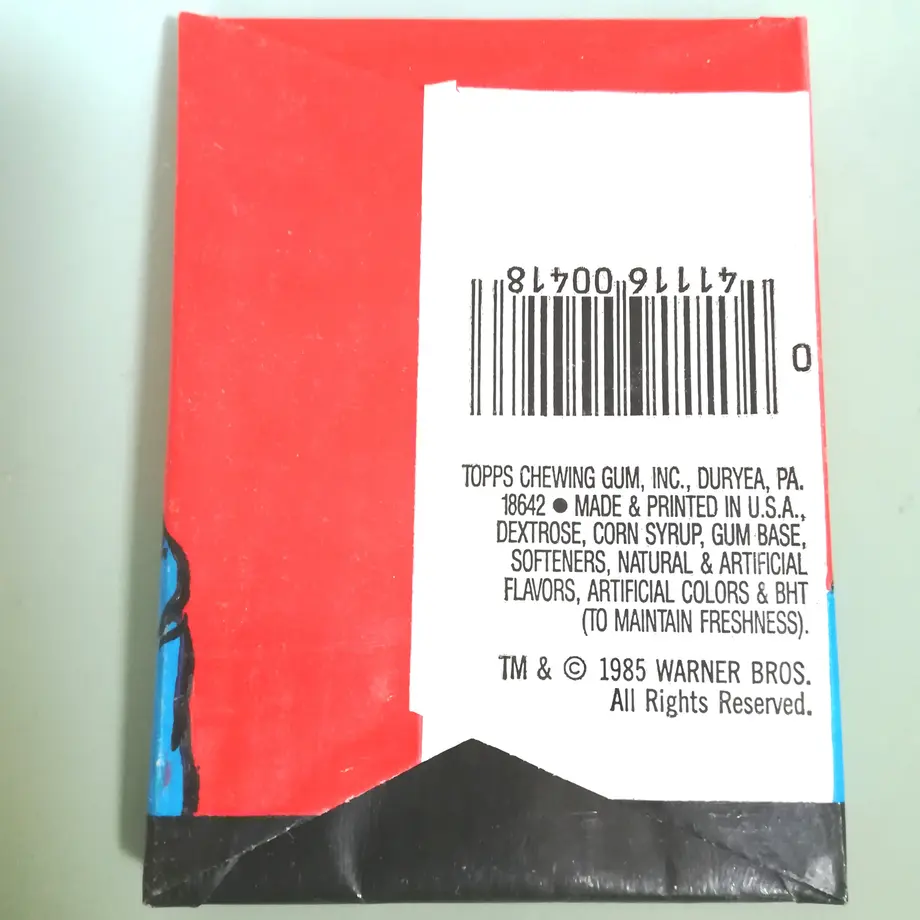 41116 00418
0
TOPPS CHEWING GUM, INC., DURYEA, PA.
18642 ● MADE & PRINTED IN U.S.A.,
DEXTROSE, CORN SYRUP, GUM BASE,
SOFTENERS, NATURAL & ARTIFICIAL
FLAVORS, ARTIFICIAL COLORS & BHT
(TO MAINTAIN FRESHNESS).
TM & © 1985 WARNER BROS.
All Rights Reserved.